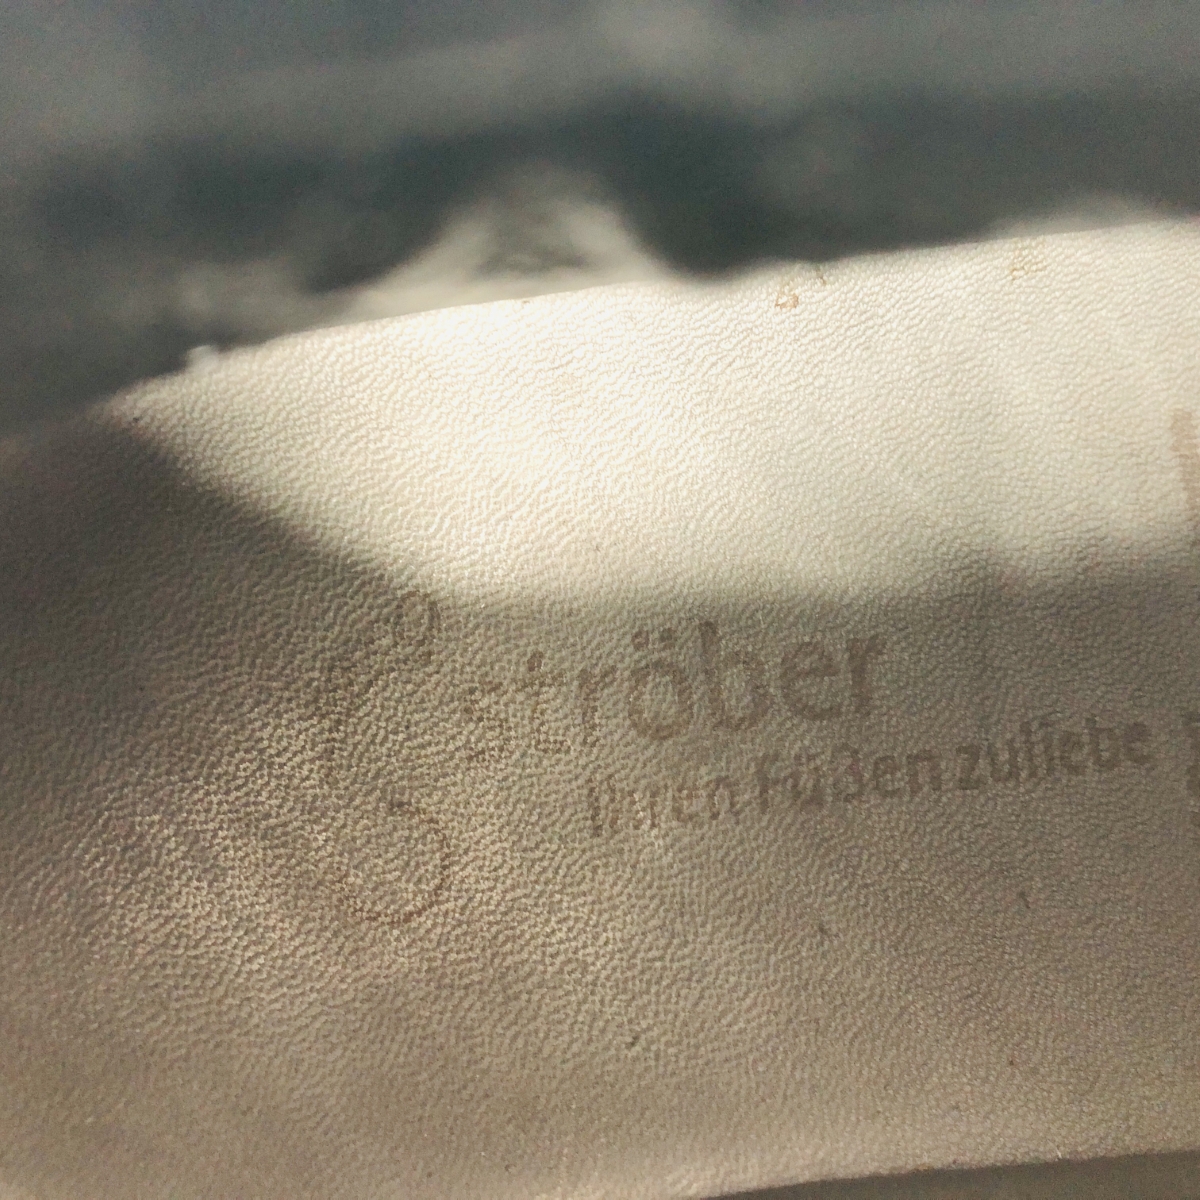 ströber
Ihren Füßen zuliebe